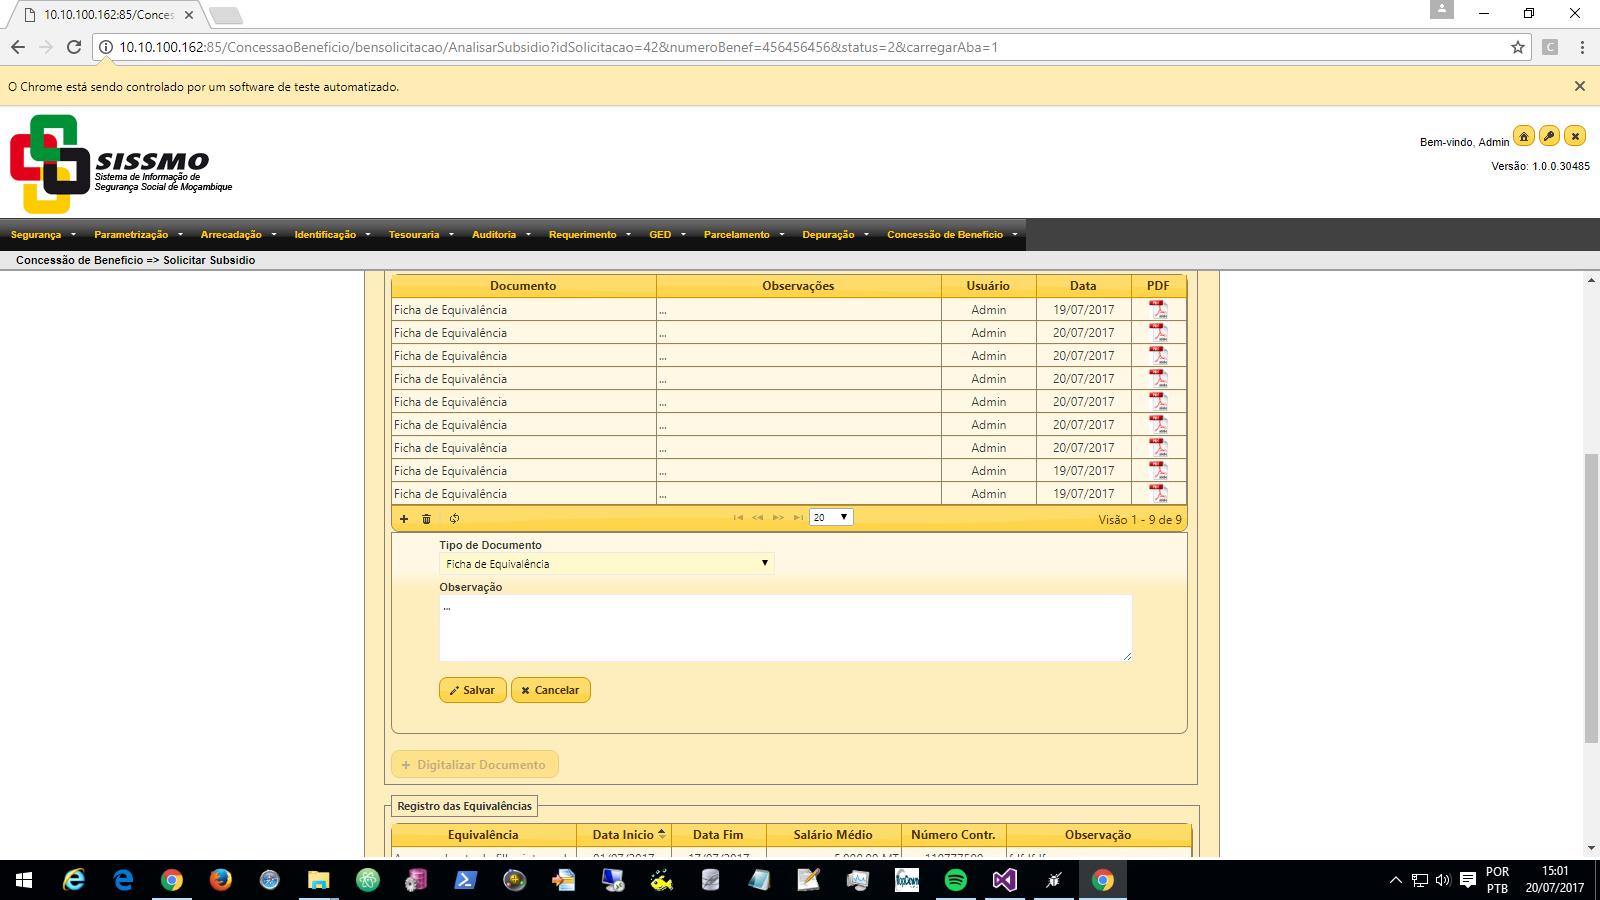 10.10.100.162:85/Conces
10.10.100.162:85/ConcessaoBeneficio/bensolicitacao/AnalisarSubsidio?idSolicitacao=42&numeroBenef=456456456&status=2&carregarAba=1
O Chrome está sendo controlado por um software de teste automatizado.
SISSMO
Sistema de Informação de
Segurança Social de Moçambique
Bem-vindo, Admin
Versão: 1.0.0.30485
Segurança Parametrização Arrecadação Identificação Tesouraria Auditoria Requerimento GED Parcelamento Depuração Concessão de Benefício
Concessão de Benefício => Solicitar Subsidio
Documento Observações Usuário Data PDF
Ficha de Equivalência ... Admin 19/07/2017
Ficha de Equivalência ... Admin 20/07/2017
Ficha de Equivalência ... Admin 20/07/2017
Ficha de Equivalência ... Admin 20/07/2017
Ficha de Equivalência ... Admin 20/07/2017
Ficha de Equivalência ... Admin 20/07/2017
Ficha de Equivalência ... Admin 20/07/2017
Ficha de Equivalência ... Admin 19/07/2017
Ficha de Equivalência ... Admin 19/07/2017
20 Visão 1 - 9 de 9
Tipo de Documento
Ficha de Equivalência
Observação
...
Salvar Cancelar
+ Digitalizar Documento
Registro das Equivalências
Equivalência Data Inicio Data Fim Salário Médio Número Contr. Observação
POR 15:01
PTB 20/07/2017